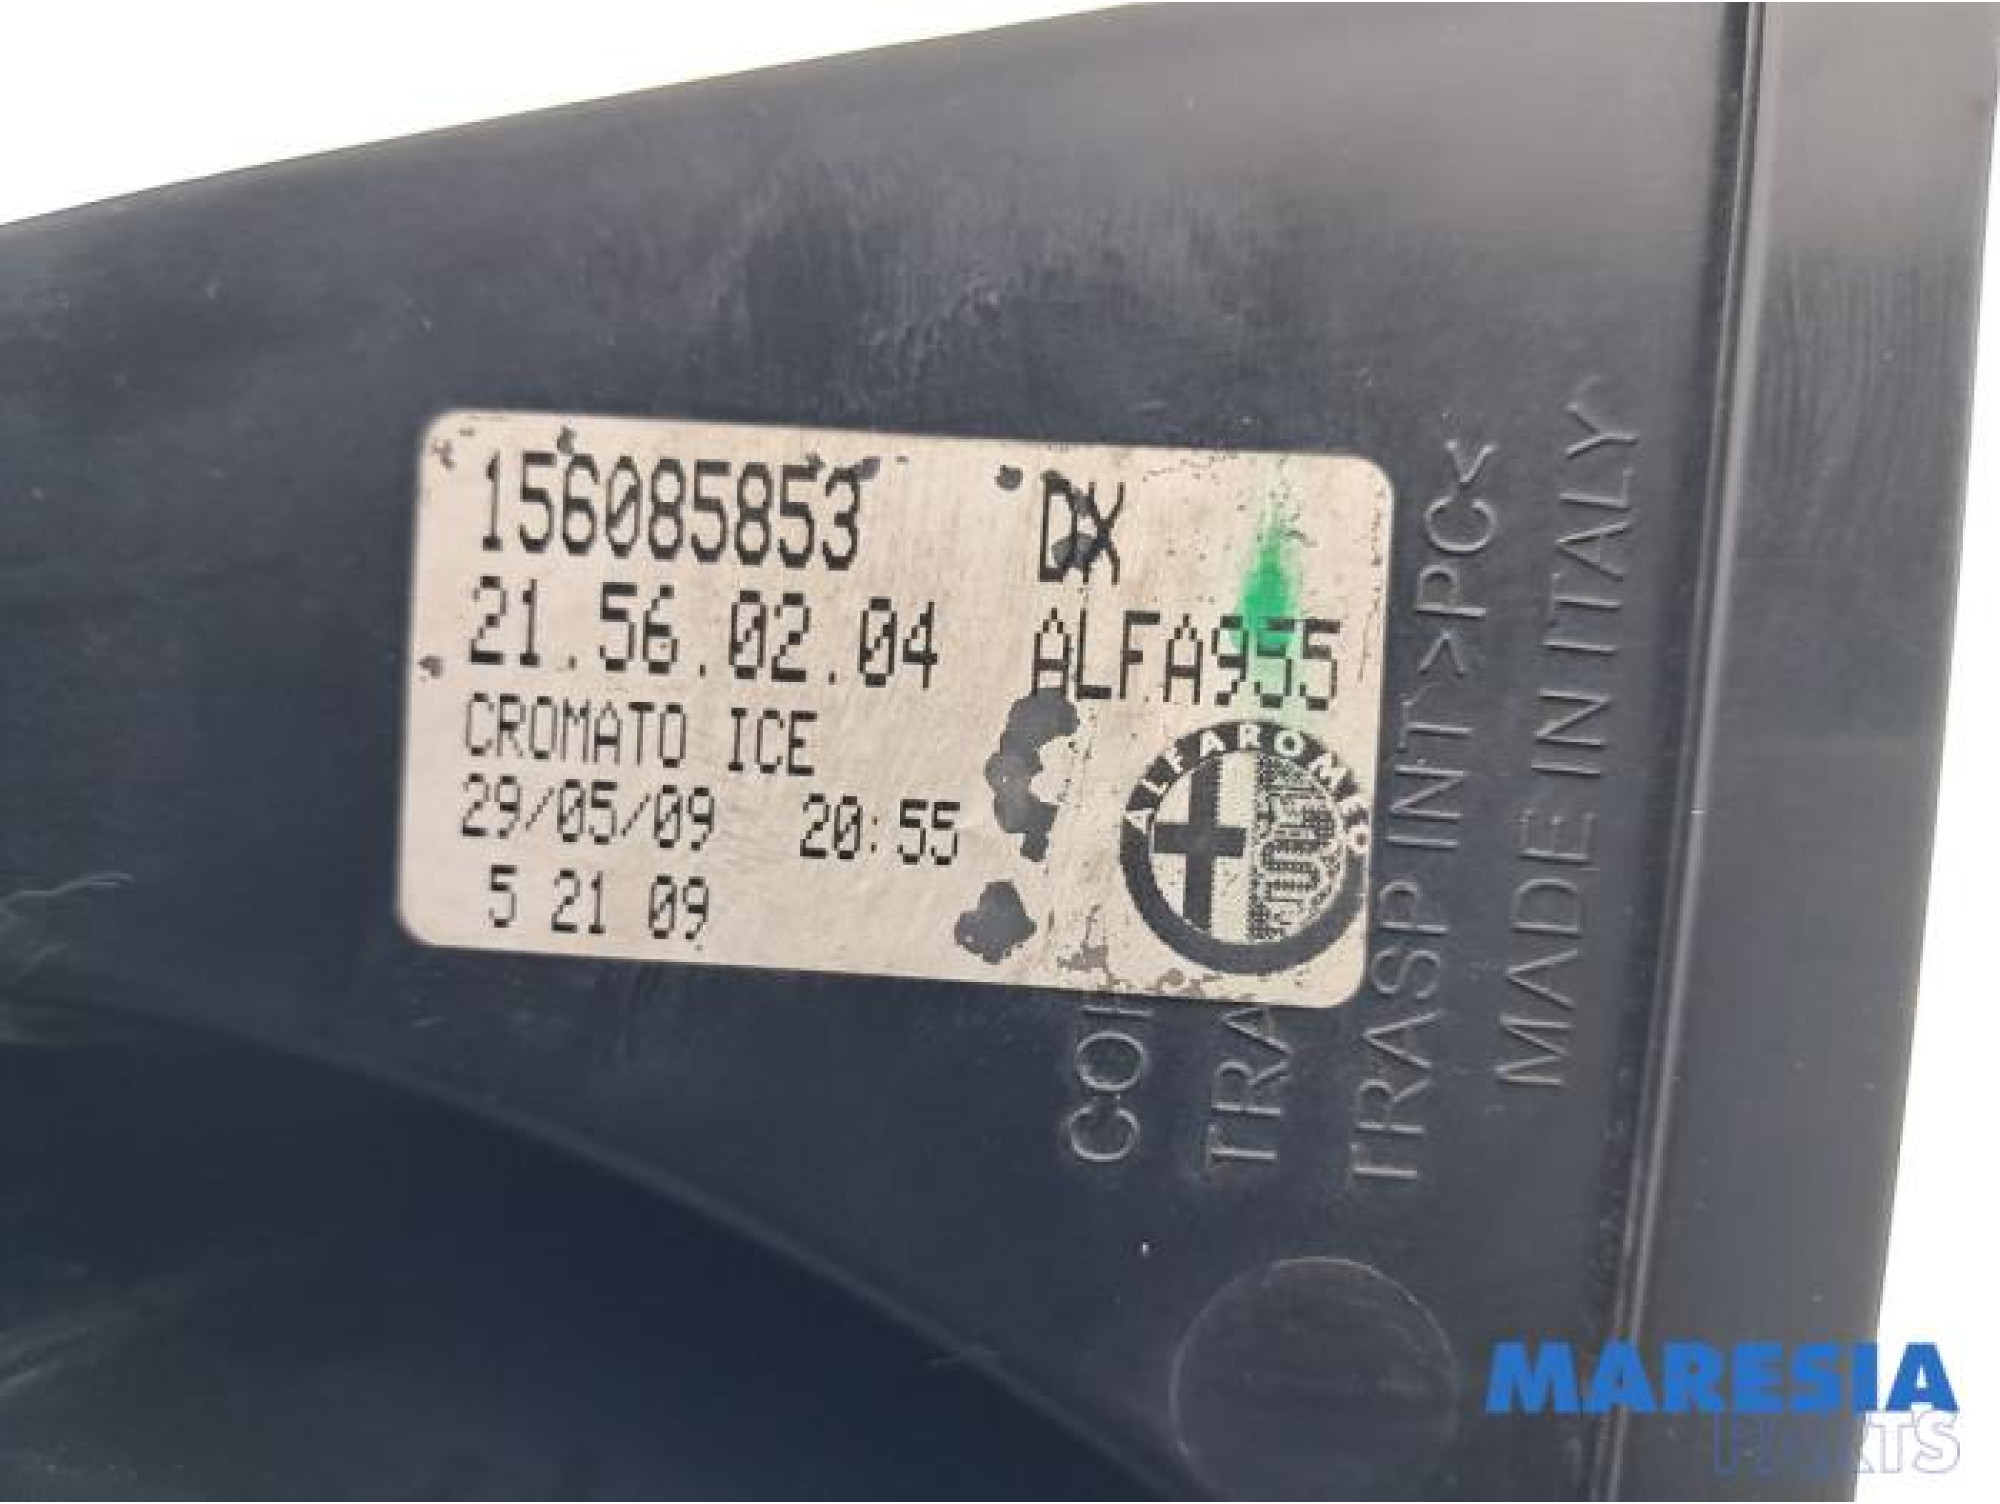 156085853 DX
21.56.02.04 ALFA955
CROMATO ICE
29/05/09 20:55
5 21 09
ALFA ROMEO
TRASP INT >PC<
MADE IN ITALY
MARESIA
PARTS